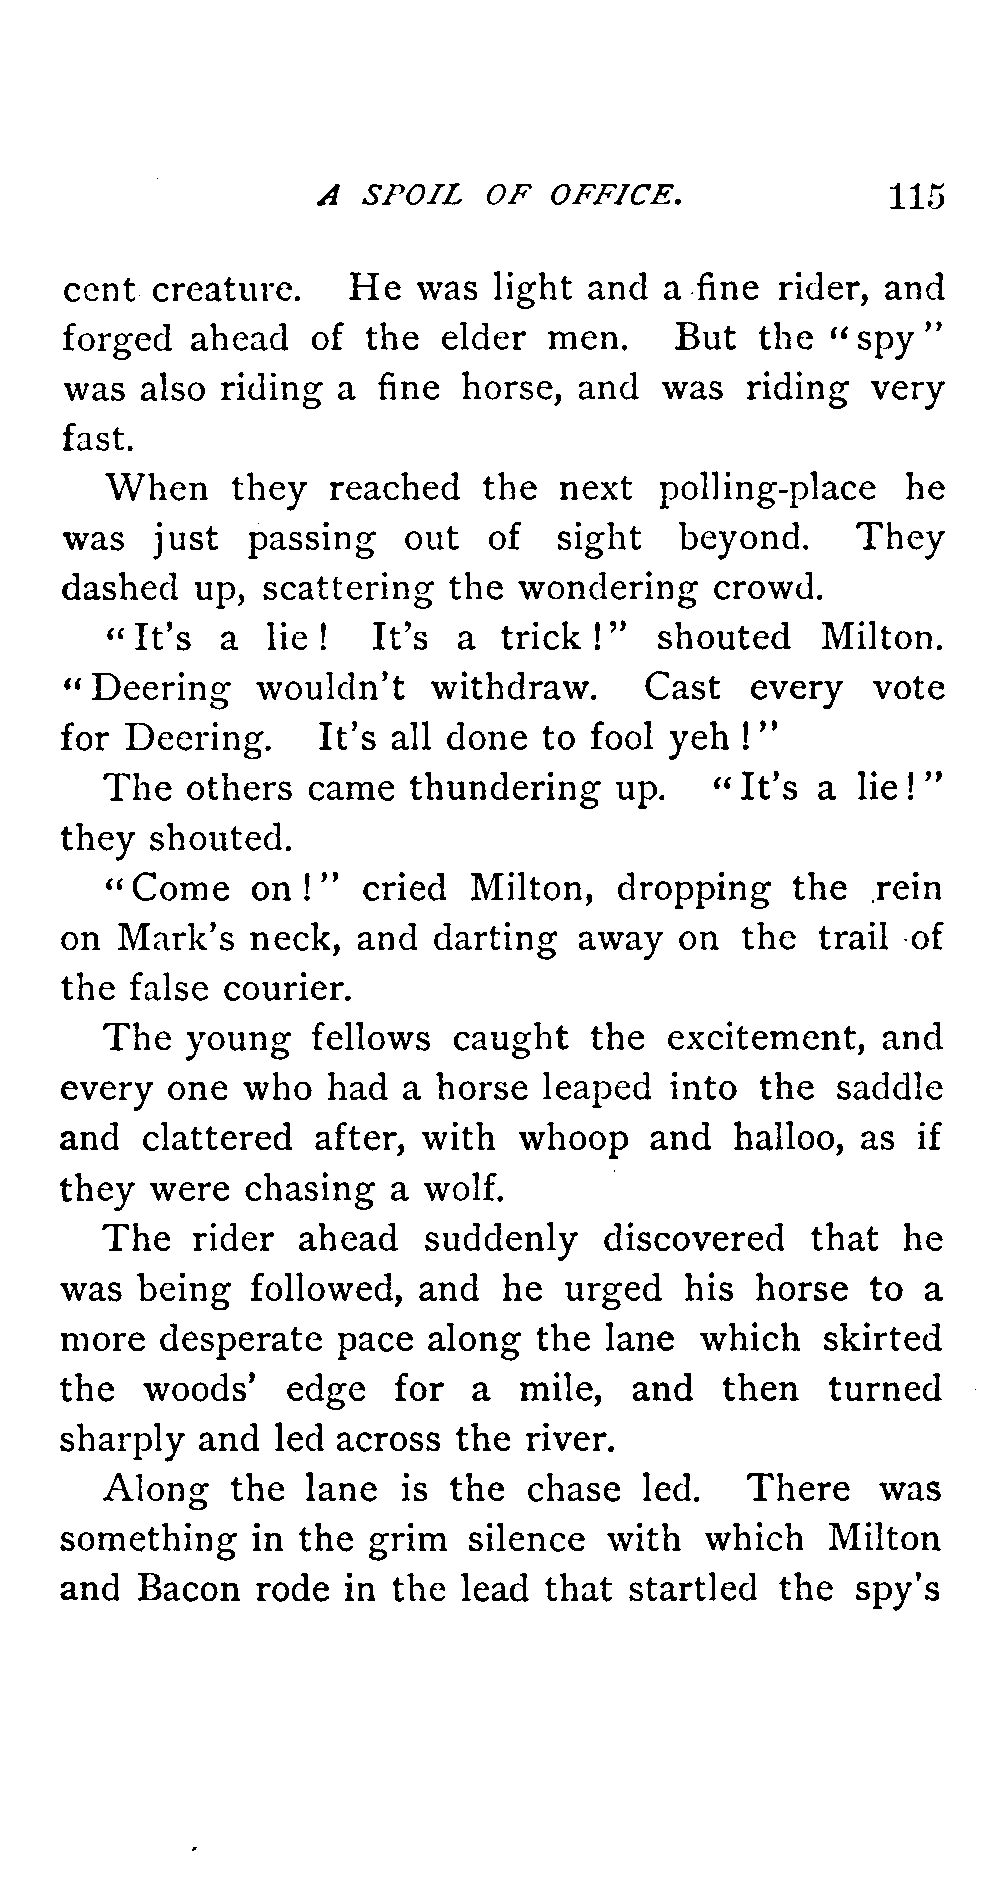 A SPOIL OF OFFICE. 115
cent creature. He was light and a fine rider, and
forged ahead of the elder men. But the “spy”
was also riding a fine horse, and was riding very
fast.
When they reached the next polling-place he
was just passing out of sight beyond. They
dashed up, scattering the wondering crowd.
“It's a lie! It's a trick!” shouted Milton.
“Deering wouldn't withdraw. Cast every vote
for Deering. It's all done to fool yeh!”
The others came thundering up. “It's a lie!”
they shouted.
“Come on!” cried Milton, dropping the rein
on Mark's neck, and darting away on the trail of
the false courier.
The young fellows caught the excitement, and
every one who had a horse leaped into the saddle
and clattered after, with whoop and halloo, as if
they were chasing a wolf.
The rider ahead suddenly discovered that he
was being followed, and he urged his horse to a
more desperate pace along the lane which skirted
the woods' edge for a mile, and then turned
sharply and led across the river.
Along the lane is the chase led. There was
something in the grim silence with which Milton
and Bacon rode in the lead that startled the spy's